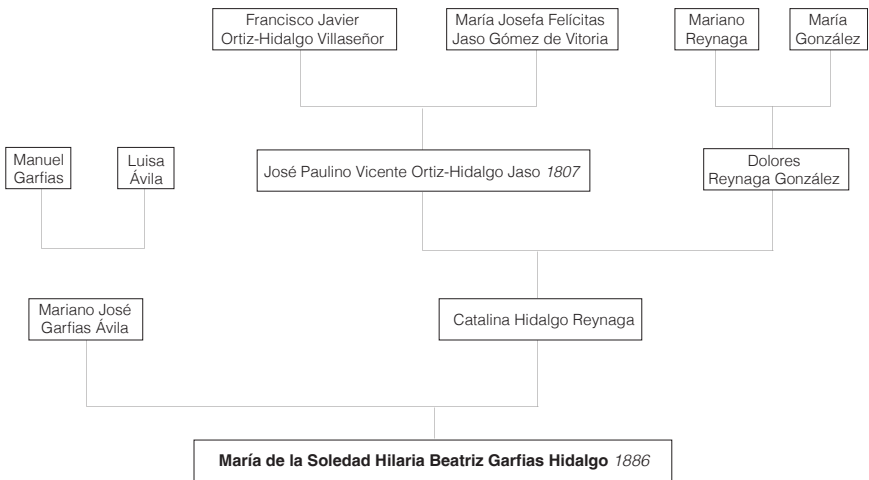 Francisco Javier
Ortiz-Hidalgo Villaseñor
María Josefa Felícitas
Jaso Gómez de Vitoria
Mariano
Reynaga
María
González
Manuel
Garfias
Luisa
Ávila
José Paulino Vicente Ortiz-Hidalgo Jaso 1807
Dolores
Reynaga González
Mariano José
Garfias Ávila
Catalina Hidalgo Reynaga
María de la Soledad Hilaria Beatriz Garfias Hidalgo 1886